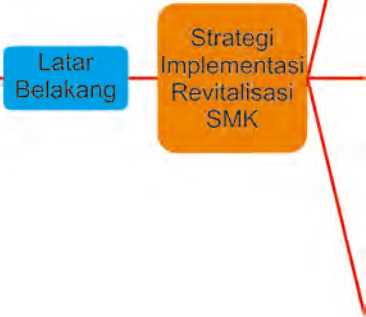 Latar
Belakang
Strategi
Implementasi
Revitalisasi
SMK